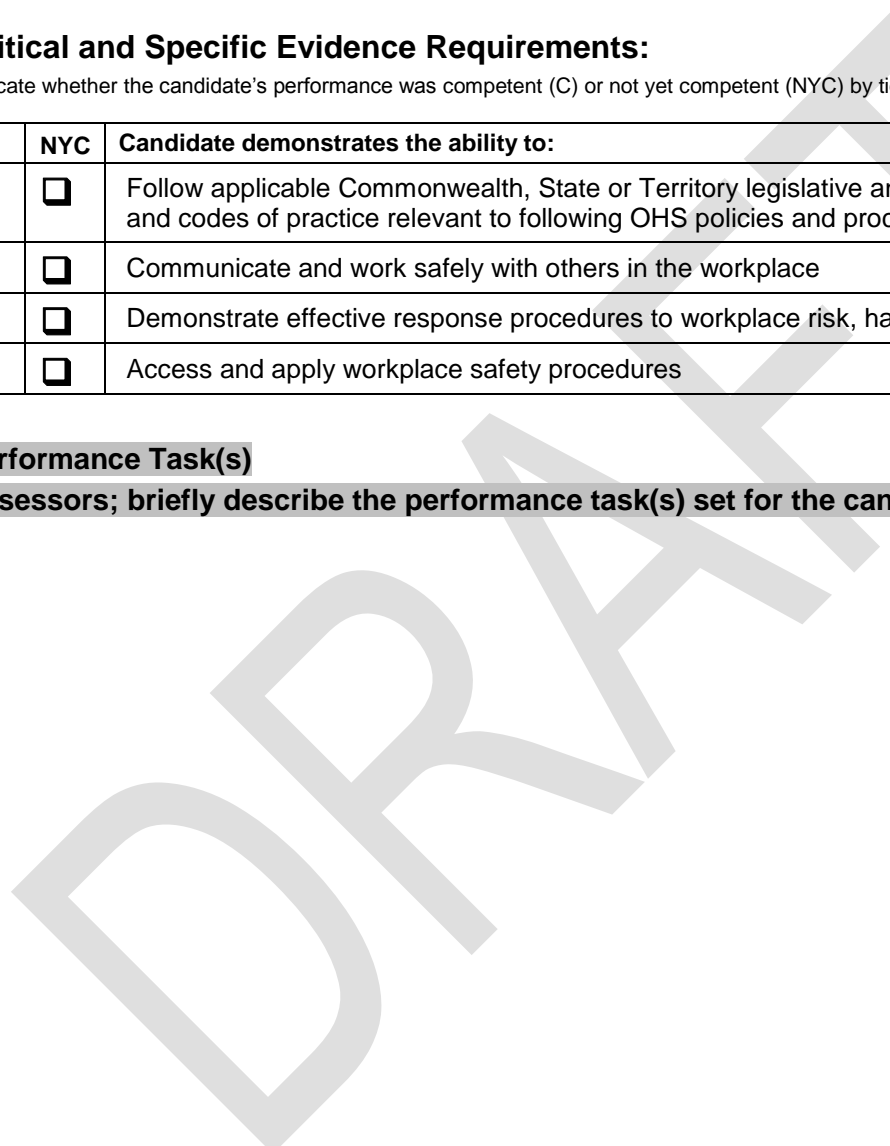 itical and Specific Evidence Requirements:
cate whether the candidate's performance was competent (C) or not yet competent (NYC) by ti
NYC Candidate demonstrates the ability to:
Follow applicable Commonwealth, State or Territory legislative a
and codes of practice relevant to following OHS policies and proc
Communicate and work safely with others in the workplace
Demonstrate effective response procedures to workplace risk, ha
Access and apply workplace safety procedures
rformance Task(s)
sessors; briefly describe the performance task(s) set for the can
DRAFT